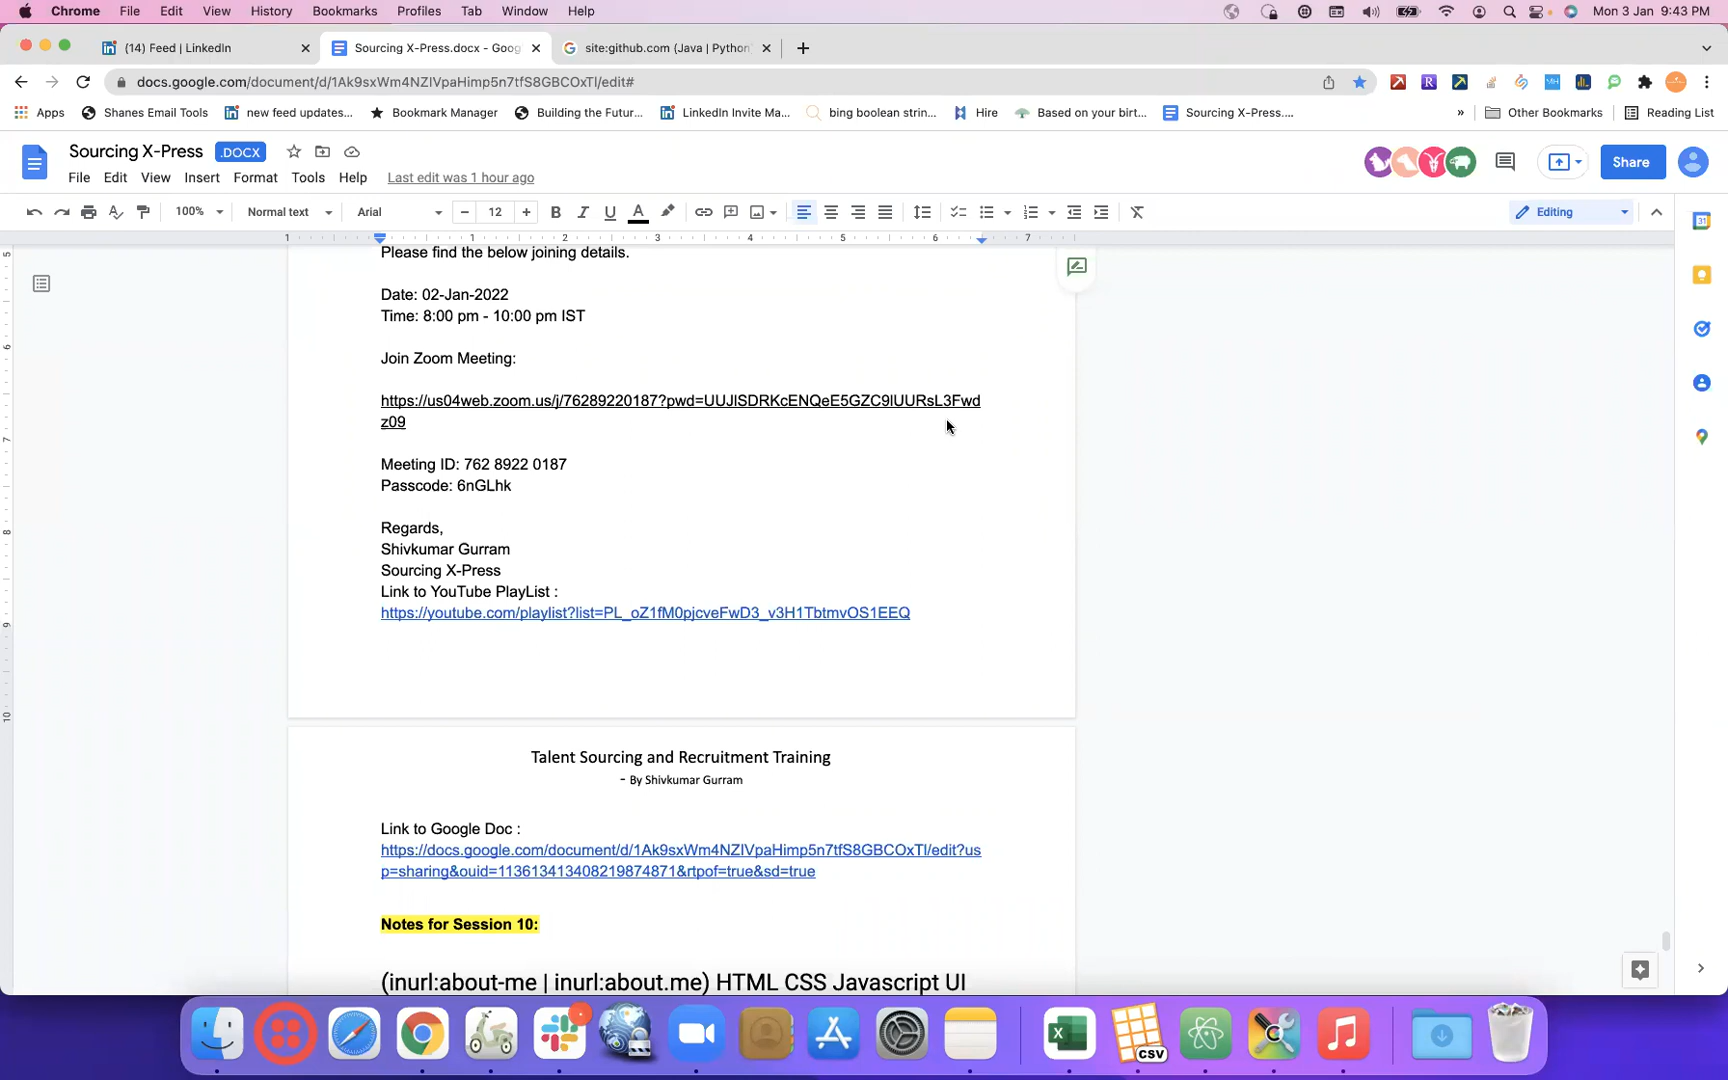 Chrome File Edit View History Bookmarks Profiles Tab Window Help Mon 3 Jan 9:43 PM
(14) Feed | LinkedIn
Sourcing X-Press.docx - Goog
site:github.com (Java | Python
docs.google.com/document/d/1Ak9sxWm4NZIVpaHimp5n7tfS8GBCOxTl/edit#
Apps Shanes Email Tools new feed updates... Bookmark Manager Building the Futur... LinkedIn Invite Ma... bing boolean strin... Hire Based on your birt... Sourcing X-Press.... » Other Bookmarks Reading List
Sourcing X-Press .DOCX
File Edit View Insert Format Tools Help Last edit was 1 hour ago
Share
100% Normal text Arial 12 Editing
1 1 2 3 4 5 6 7
Please find the below joining details.
Date: 02-Jan-2022
Time: 8:00 pm - 10:00 pm IST
Join Zoom Meeting:
https://us04web.zoom.us/j/76289220187?pwd=UUJlSDRKcENQeE5GZC9lUURsL3Fwd
z09
Meeting ID: 762 8922 0187
Passcode: 6nGLhk
Regards,
Shivkumar Gurram
Sourcing X-Press
Link to YouTube PlayList :
https://youtube.com/playlist?list=PL_oZ1fM0pjcveFwD3_v3H1TbtmvOS1EEQ
Talent Sourcing and Recruitment Training
- By Shivkumar Gurram
Link to Google Doc :
https://docs.google.com/document/d/1Ak9sxWm4NZIVpaHimp5n7tfS8GBCOxTl/edit?us
p=sharing&ouid=113613413408219874871&rtpof=true&sd=true
Notes for Session 10:
(inurl:about-me | inurl:about.me) HTML CSS Javascript UI
CSV